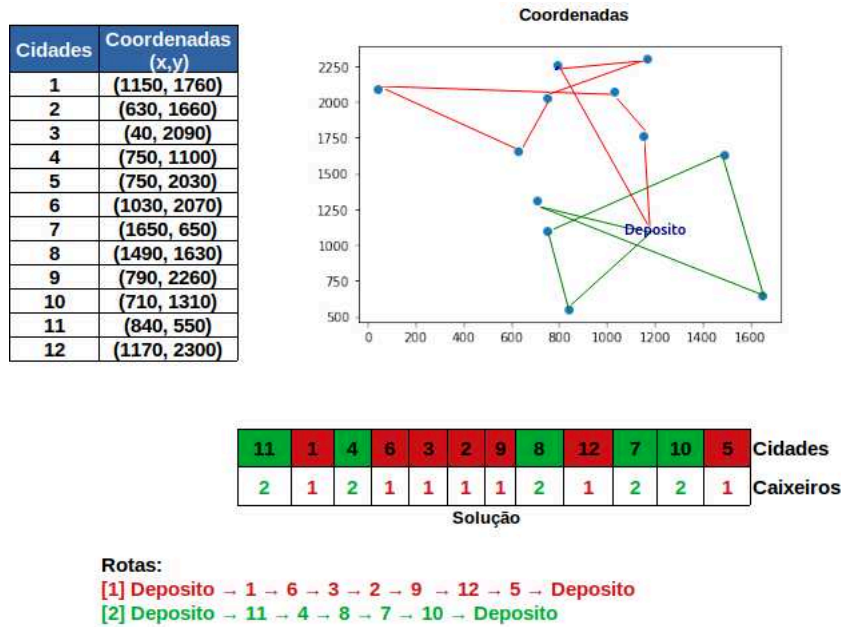 Cidades Coordenadas (x,y)
1 (1150, 1760)
2 (630, 1660)
3 (40, 2090)
4 (750, 1100)
5 (750, 2030)
6 (1030, 2070)
7 (1650, 650)
8 (1490, 1630)
9 (790, 2260)
10 (710, 1310)
11 (840, 550)
12 (1170, 2300)
Coordenadas
2250
2000
1750
1500
1250
1000
750
500
Deposito
0 200 400 600 800 1000 1200 1400 1600
11 1 4 6 3 2 9 8 12 7 10 5 Cidades
2 1 2 1 1 1 1 2 1 2 2 1 Caixeiros
Solução
Rotas:
[1] Deposito → 1 → 6 → 3 → 2 → 9 → 12 → 5 → Deposito
[2] Deposito → 11 → 4 → 8 → 7 → 10 → Deposito